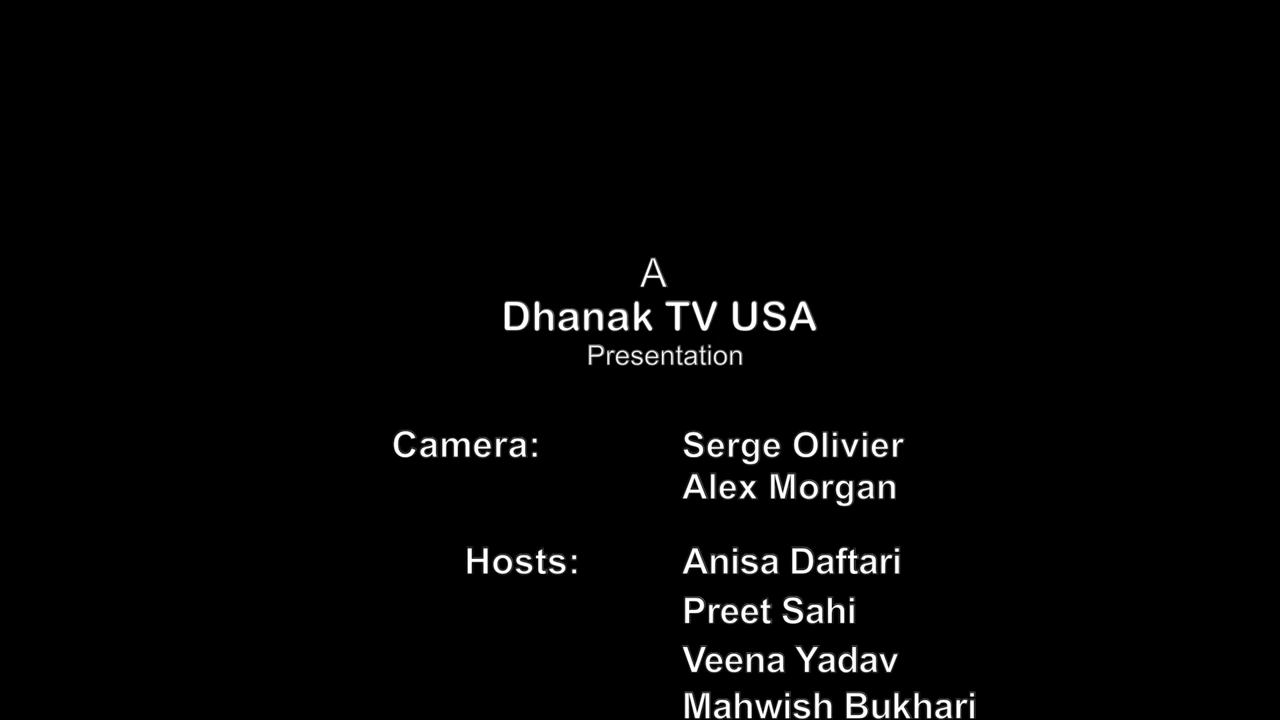 A
Dhanak TV USA
Presentation
Camera: Serge Olivier
Alex Morgan
Hosts: Anisa Daftari
Preet Sahi
Veena Yadav
Mahwish Bukhari